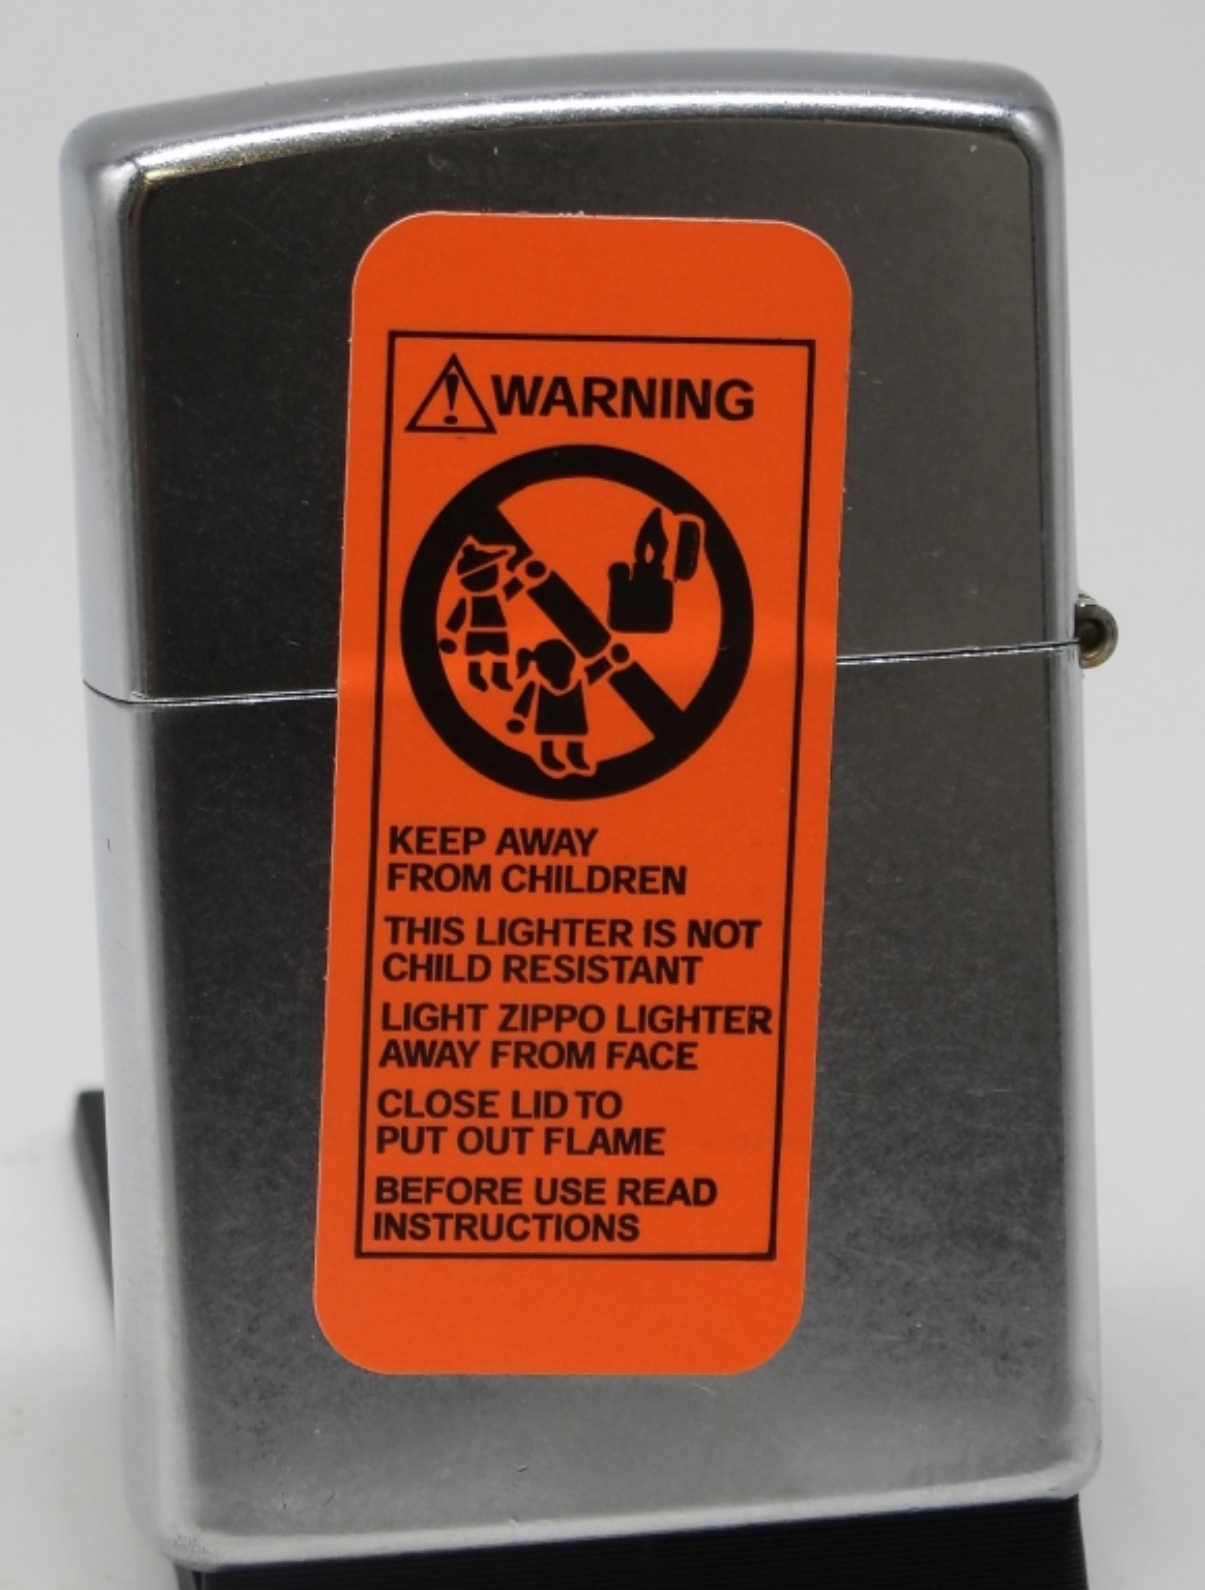 WARNING
KEEP AWAY
FROM CHILDREN
THIS LIGHTER IS NOT
CHILD RESISTANT
LIGHT ZIPPO LIGHTER
AWAY FROM FACE
CLOSE LID TO
PUT OUT FLAME
BEFORE USE READ
INSTRUCTIONS